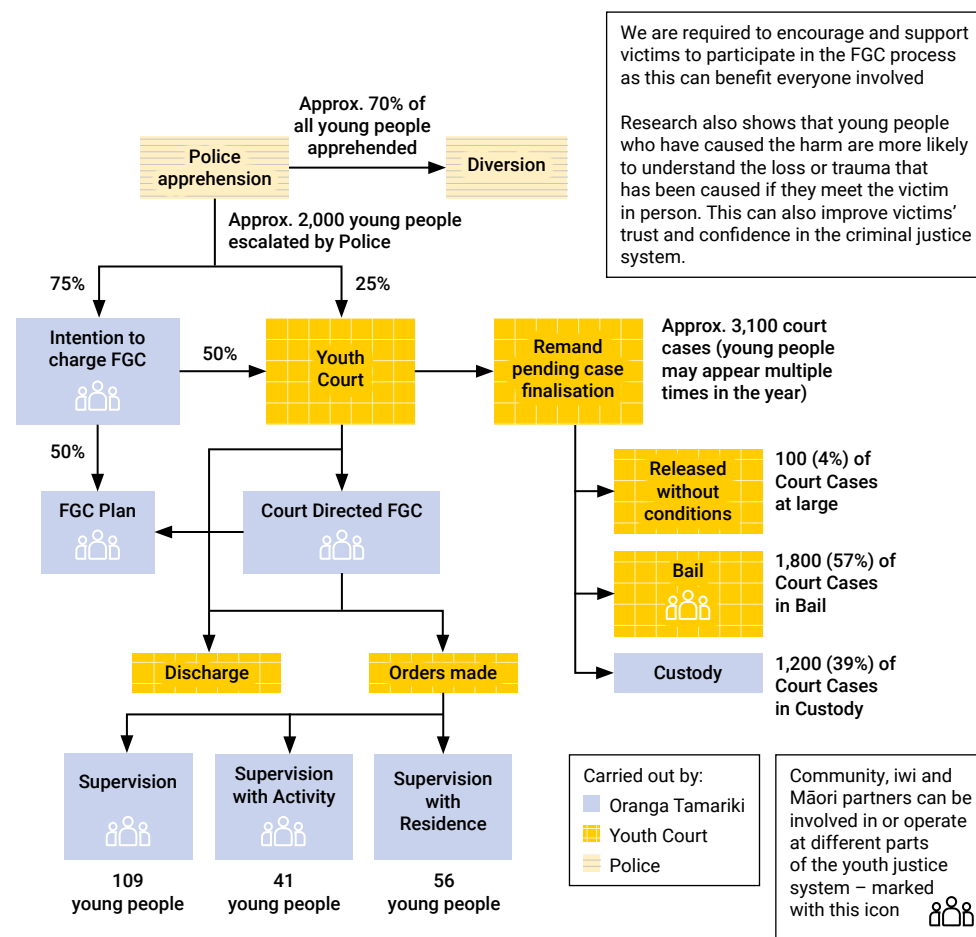 We are required to encourage and support
victims to participate in the FGC process
as this can benefit everyone involved
Research also shows that young people
who have caused the harm are more likely
to understand the loss or trauma that
has been caused if they meet the victim
in person. This can also improve victims’
trust and confidence in the criminal justice
system.
Approx. 70% of
all young people
apprehended
Police
apprehension
Diversion
Approx. 2,000 young people
escalated by Police
75%
25%
Intention to
charge FGC
50%
Youth
Court
Remand
pending case
finalisation
Approx. 3,100 court
cases (young people
may appear multiple
times in the year)
50%
FGC Plan
Court Directed FGC
Released
without
conditions
100 (4%) of
Court Cases
at large
Bail
1,800 (57%) of
Court Cases
in Bail
Custody
1,200 (39%) of
Court Cases
in Custody
Discharge
Orders made
Supervision
Supervision
with Activity
Supervision
with
Residence
109
young people
41
young people
56
young people
Carried out by:
Oranga Tamariki
Youth Court
Police
Community, iwi and
Māori partners can be
involved in or operate
at different parts
of the youth justice
system – marked
with this icon